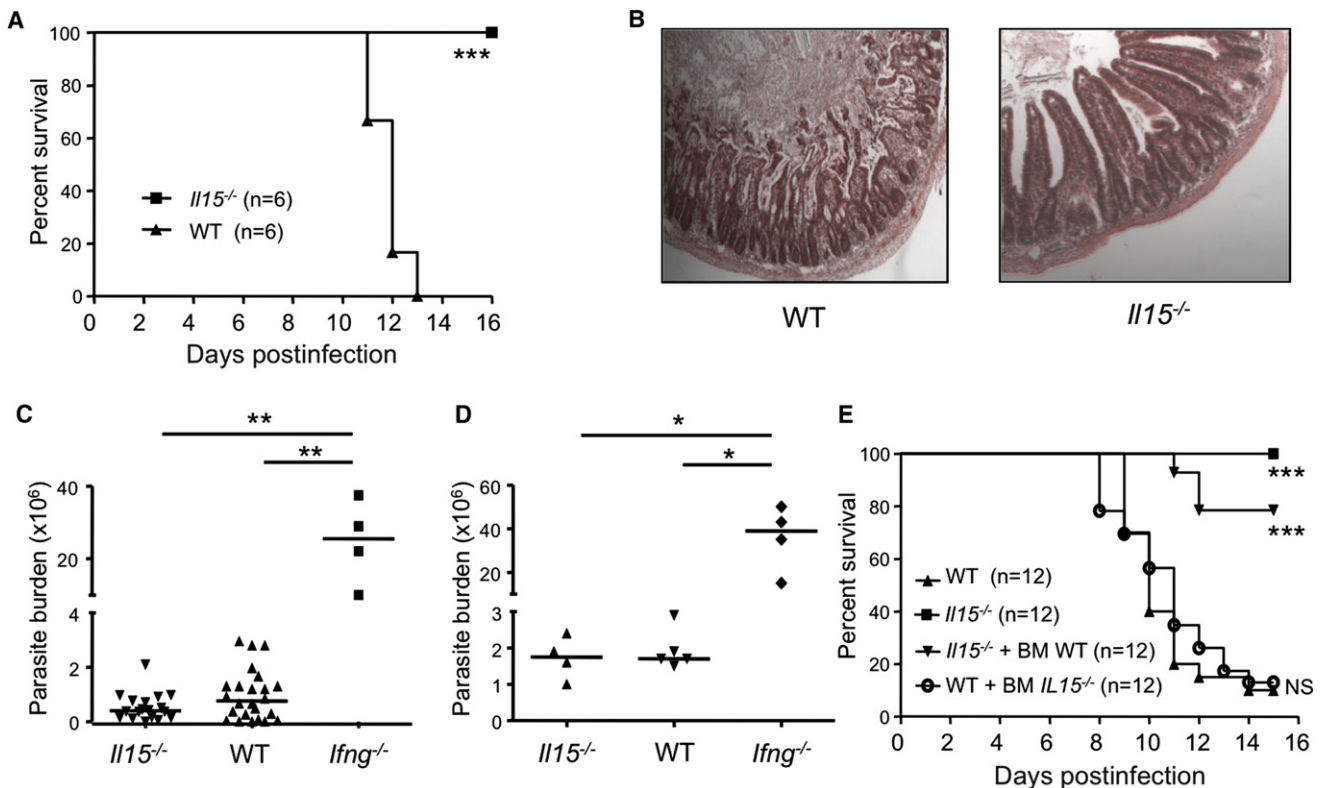 A
100
80
60
40
20
0
Percent survival
***
Il15-/- (n=6)
WT (n=6)
0 2 4 6 8 10 12 14 16
Days postinfection
B
WT
Il15-/-
C
**
**
Parasite burden (x10⁶)
40
20
4
2
0
Il15-/- WT Ifng-/-
D
*
*
Parasite burden (x10⁶)
60
40
20
3
2
1
0
Il15-/- WT Ifng-/-
E
100
80
60
40
20
0
Percent survival
***
***
WT (n=12)
Il15-/- (n=12)
Il15-/- + BM WT (n=12)
WT + BM IL15-/- (n=12)
NS
0 2 4 6 8 10 12 14 16
Days postinfection